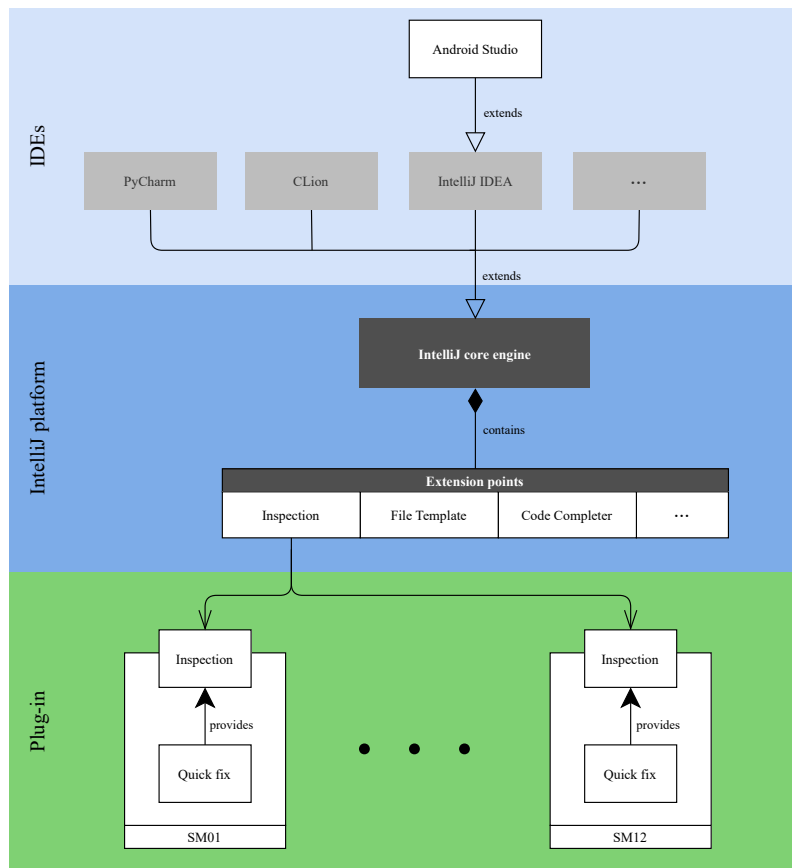 IDEs
Android Studio
extends
PyCharm
CLion
IntelliJ IDEA
...
extends
IntelliJ platform
IntelliJ core engine
contains
Extension points
Inspection
File Template
Code Completer
...
Plug-in
Inspection
provides
Quick fix
SM01
Inspection
provides
Quick fix
SM12